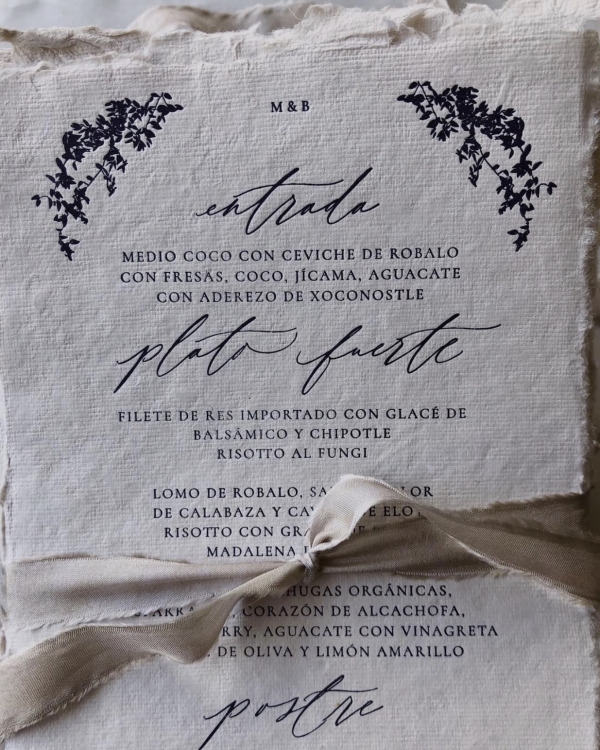 M & B
entrada
MEDIO COCO CON CEVICHE DE ROBALO
CON FRESAS, COCO, JÍCAMA, AGUACATE
CON ADEREZO DE XOCONOSTLE
plato fuerte
FILETE DE RES IMPORTADO CON GLACÉ DE
BALSÁMICO Y CHIPOTLE
RISOTTO AL FUNGI
LOMO DE ROBALO,
DE CALABAZA Y
RISOTTO CON
MADALENA
ORGÁNICAS,
CORAZÓN DE ALCACHOFA,
AGUACATE CON VINAGRETA
DE OLIVA Y LIMÓN AMARILLO
postre